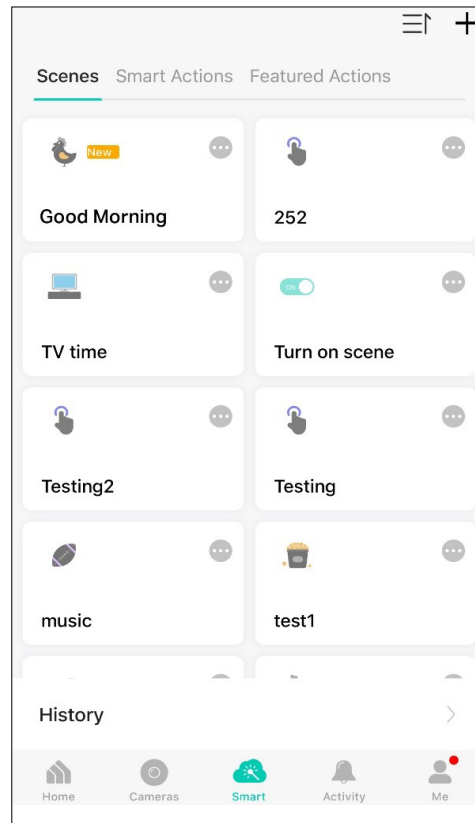 Scenes Smart Actions Featured Actions
New
Good Morning
252
TV time
ON
Turn on scene
Testing2
Testing
music
test1
History
Home Cameras Smart Activity Me